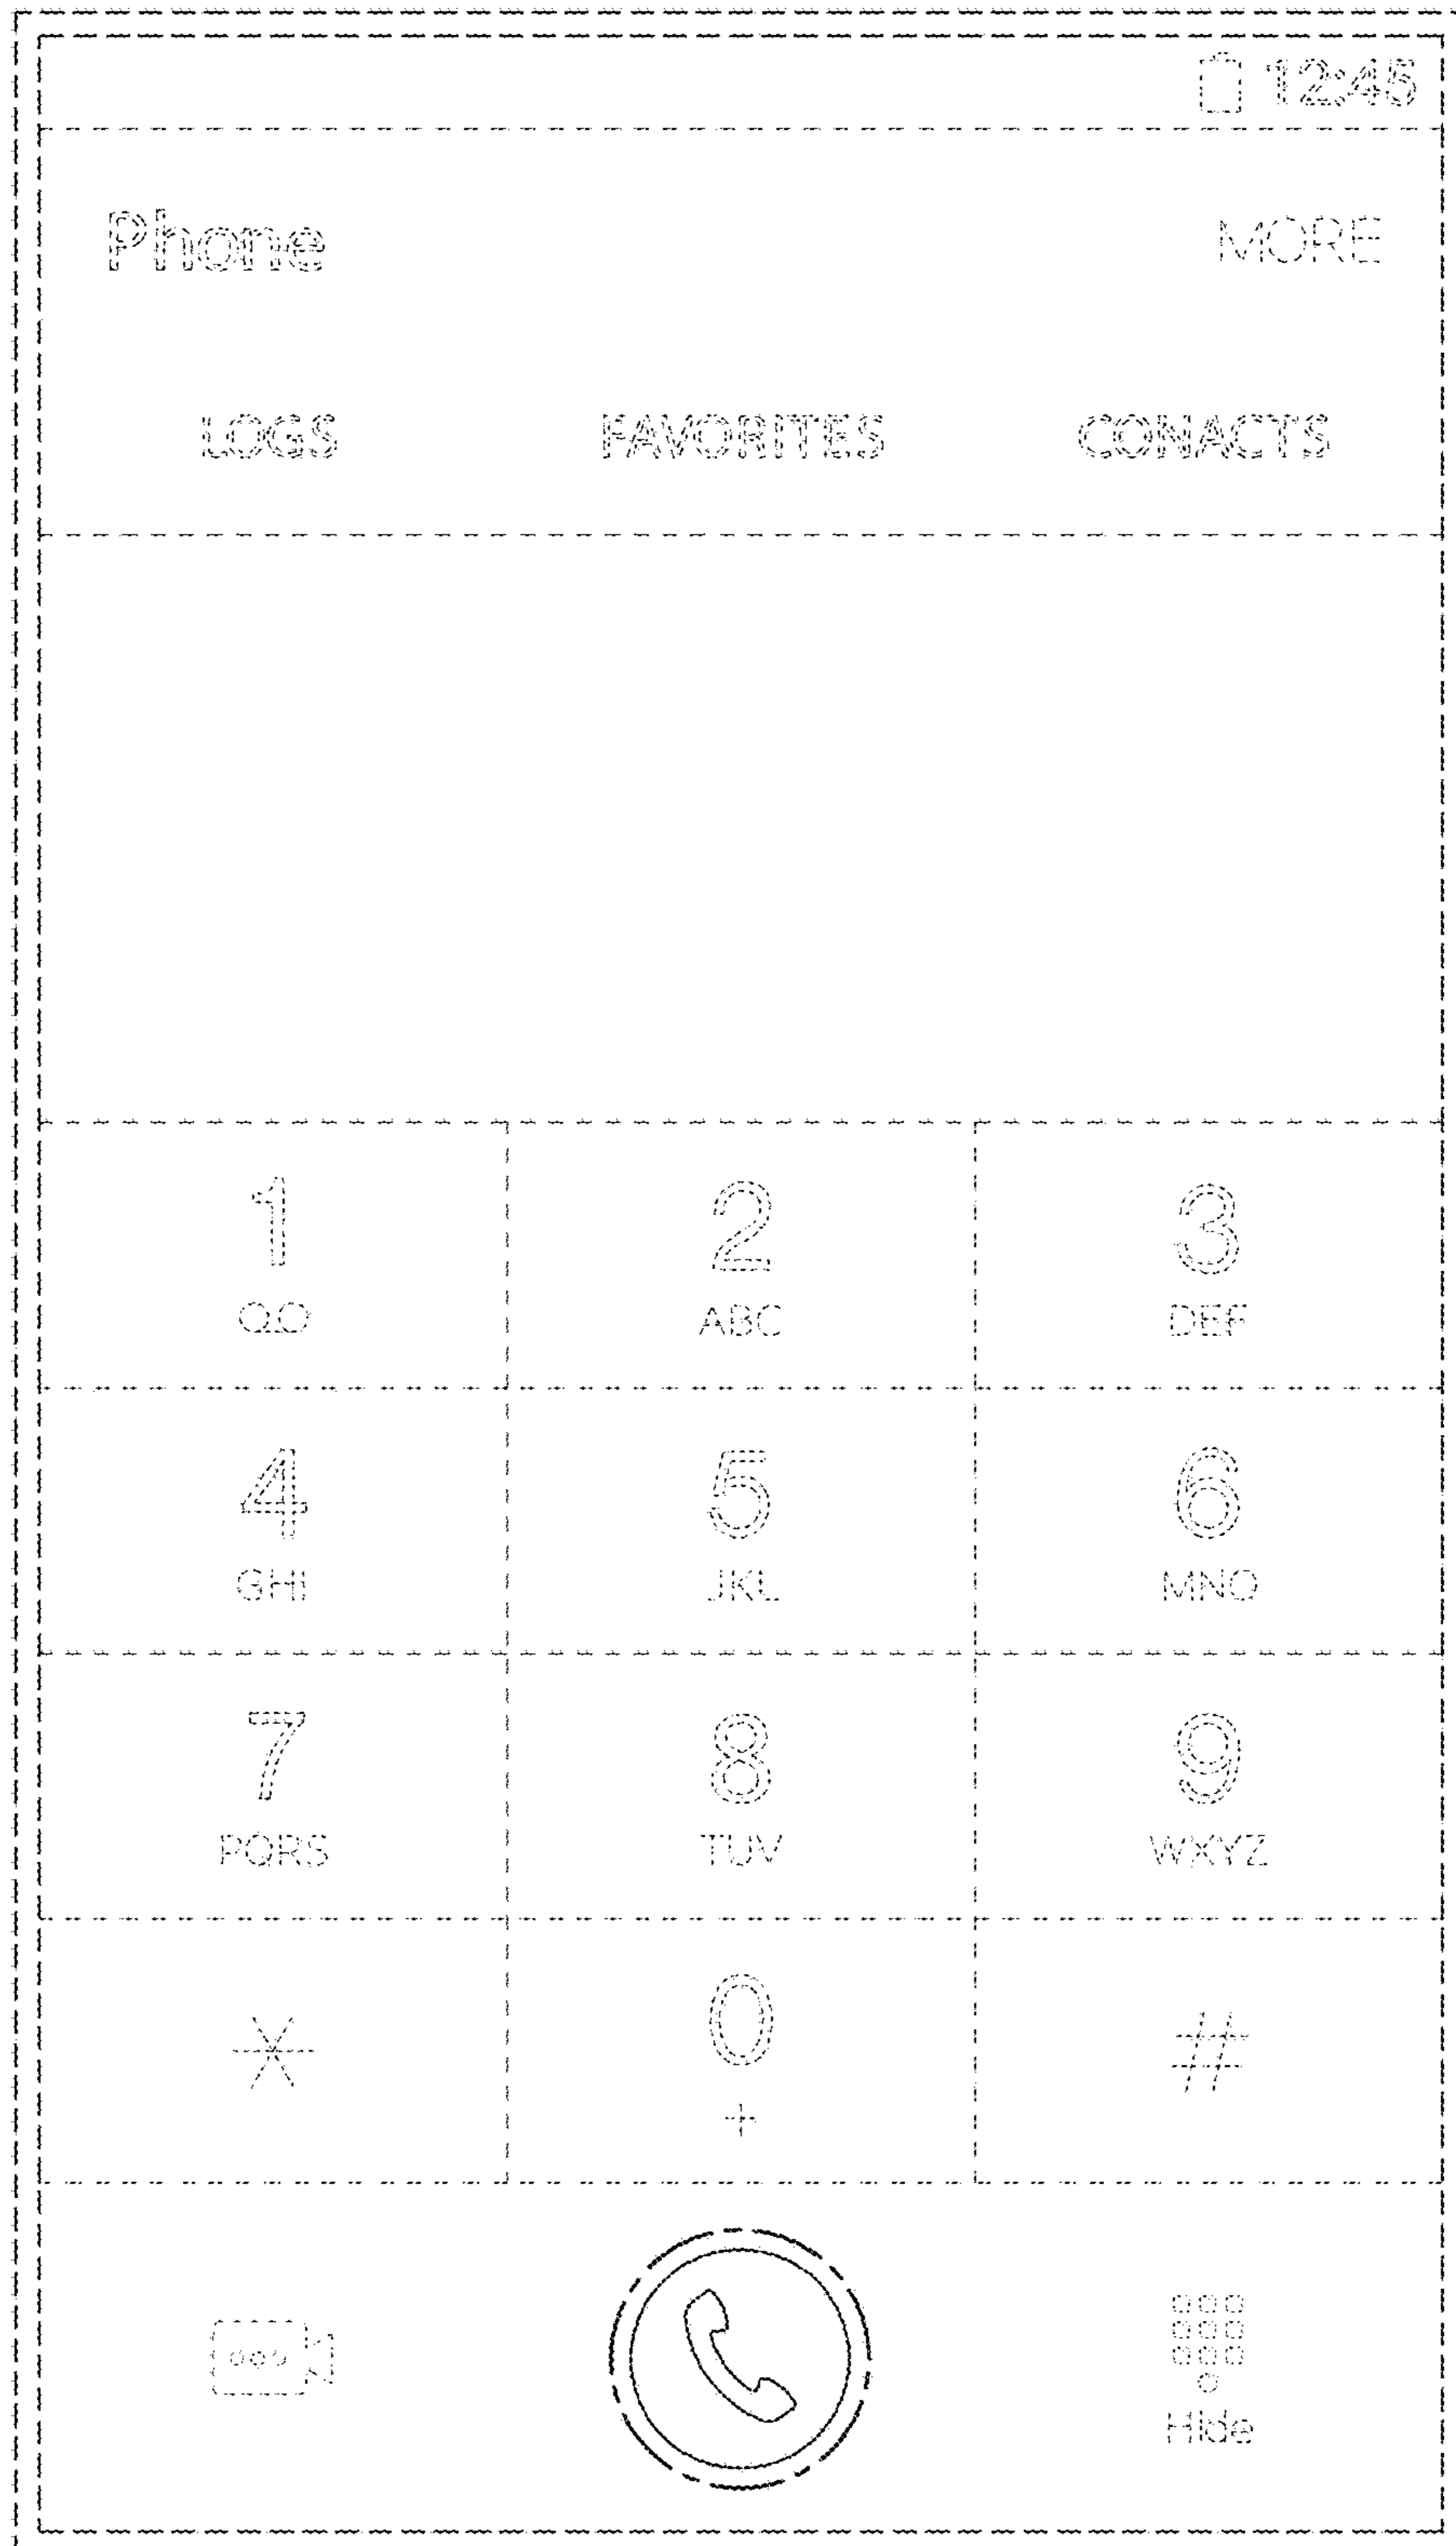 12:45
Phone MORE
LOGS FAVORITES CONACTS
1 2 3
ABC DEF
4 5 6
GHI JKL MNO
7 8 9
PQRS TUV WXYZ
* 0 #
+
Hide